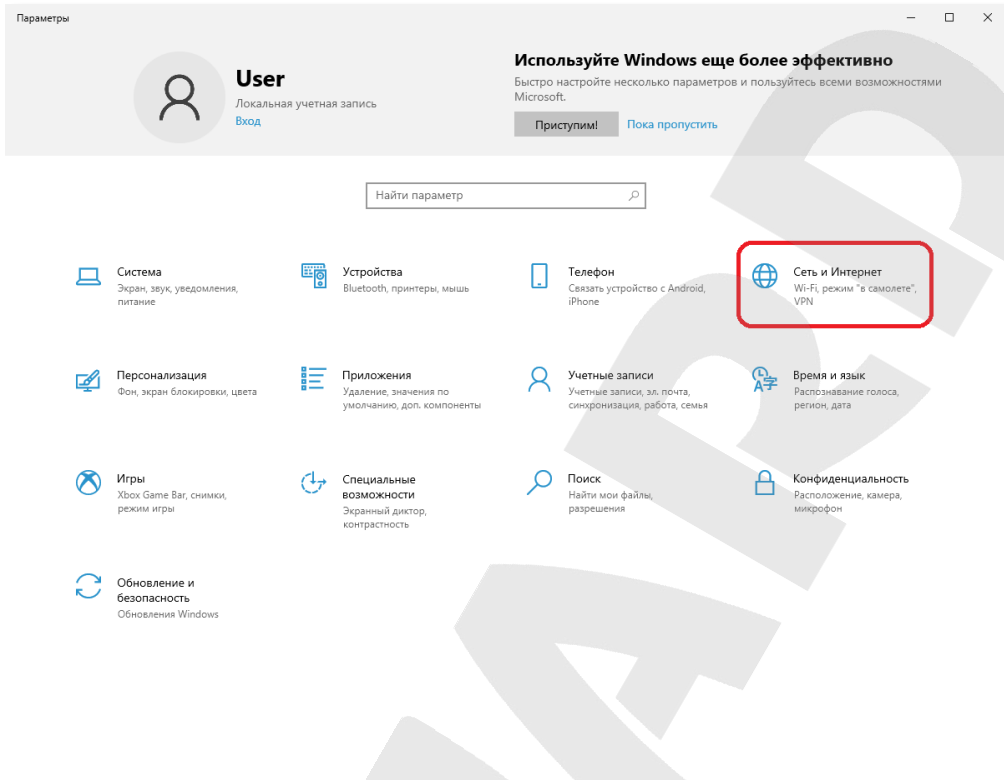 Параметры
User
Локальная учетная запись
Вход
Используйте Windows еще более эффективно
Быстро настройте несколько параметров и пользуйтесь всеми возможностями
Microsoft.
Приступим!
Пока пропустить
Найти параметр
Система
Экран, звук, уведомления,
питание
Устройства
Bluetooth, принтеры, мышь
Телефон
Связать устройство с Android,
iPhone
Сеть и Интернет
Wi-Fi, режим "в самолете",
VPN
Персонализация
Фон, экран блокировки, цвета
Приложения
Удаление, значения по
умолчанию, доп. компоненты
Учетные записи
Учетные записи, эл. почта,
синхронизация, работа, семья
Время и язык
Распознавание голоса,
регион, дата
Игры
Xbox Game Bar, снимки,
режим игры
Специальные
возможности
Экранный диктор,
контрастность
Поиск
Найти мои файлы,
разрешения
Конфиденциальность
Расположение, камера,
микрофон
Обновление и
безопасность
Обновления Windows